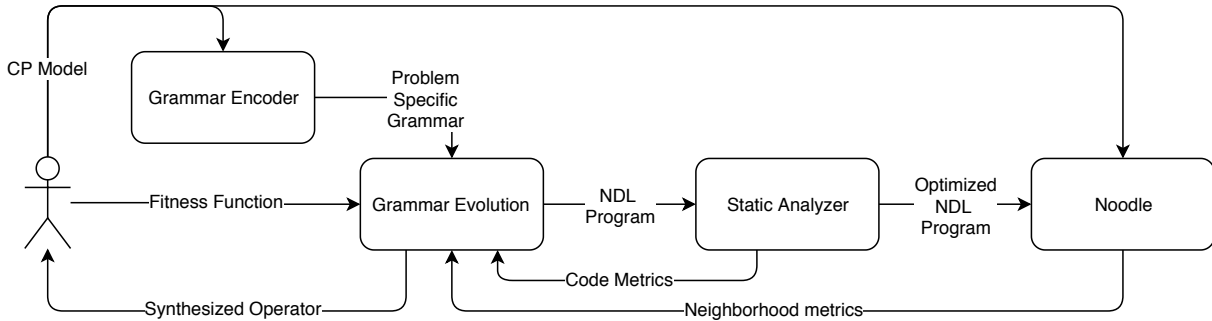 CP Model
Grammar Encoder
Problem
Specific
Grammar
Fitness Function
Grammar Evolution
NDL
Program
Static Analyzer
Optimized
NDL
Program
Noodle
Code Metrics
Synthesized Operator
Neighborhood metrics